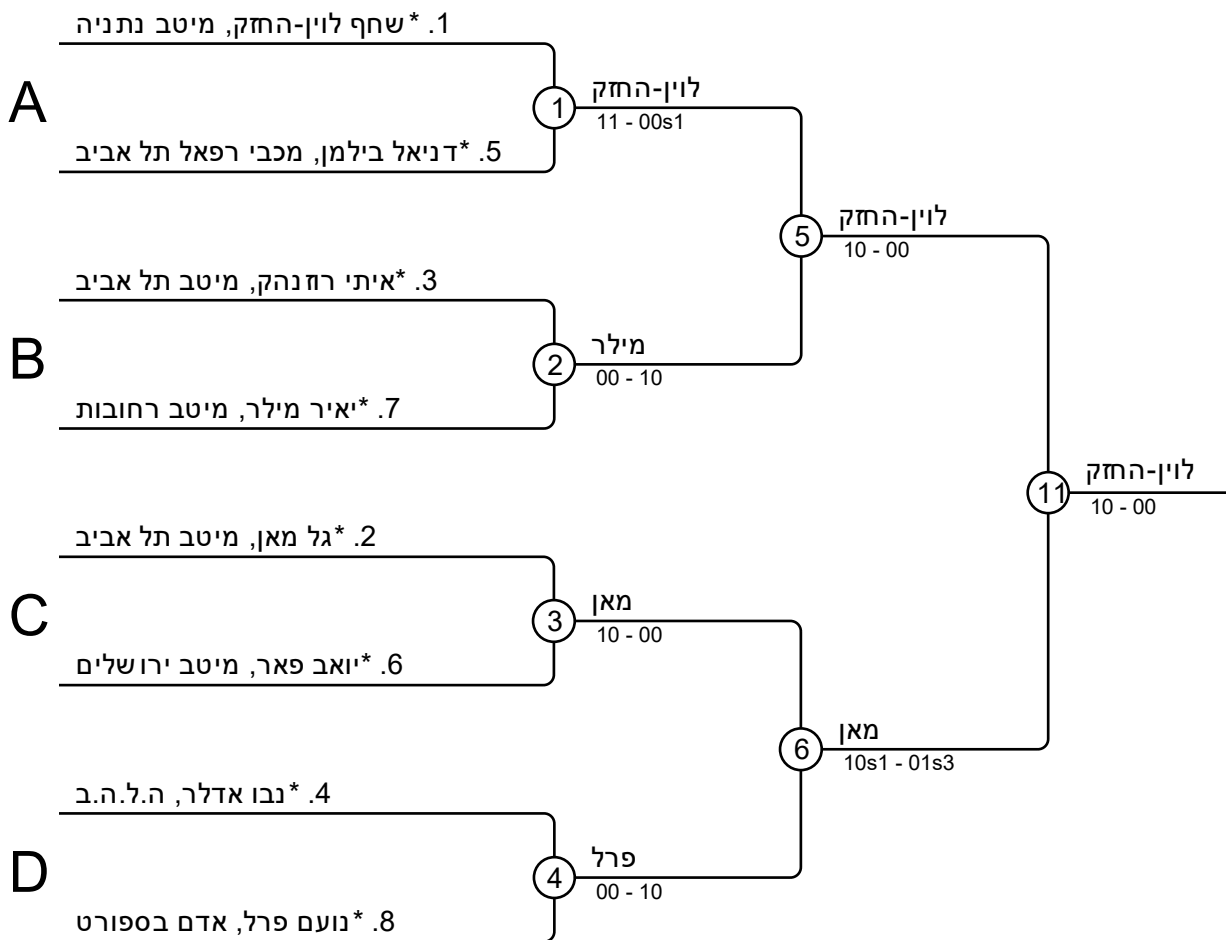 1. *שחף לוין-החזק, מיטב נתניה
A
1
לוין-החזק
11 - 00s1
5. *דניאל בילמן, מכבי רפאל תל אביב
5
לוין-החזק
10 - 00
3. *איתי רוזנהק, מיטב תל אביב
B
2
מילר
00 - 10
7. *יאיר מילר, מיטב רחובות
11
לוין-החזק
10 - 00
2. *גל מאן, מיטב תל אביב
C
3
מאן
10 - 00
6. *יואב פאר, מיטב ירושלים
6
מאן
10s1 - 01s3
4. *נבו אדלר, ה.ל.ה.ב
D
4
פרל
00 - 10
8. *נועם פרל, אדם בספורט